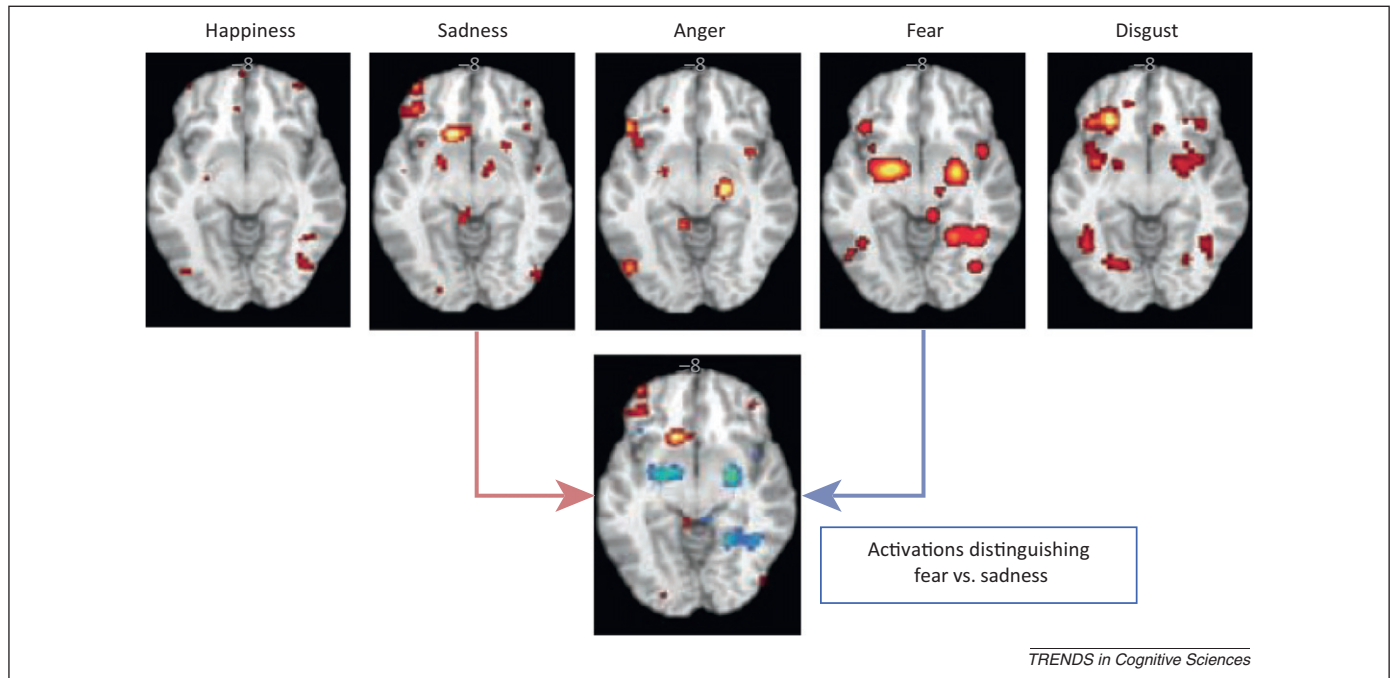 Happiness
Sadness
Anger
Fear
Disgust
–8
–8
–8
–8
–8
–8
Activations distinguishing
fear vs. sadness
TRENDS in Cognitive Sciences